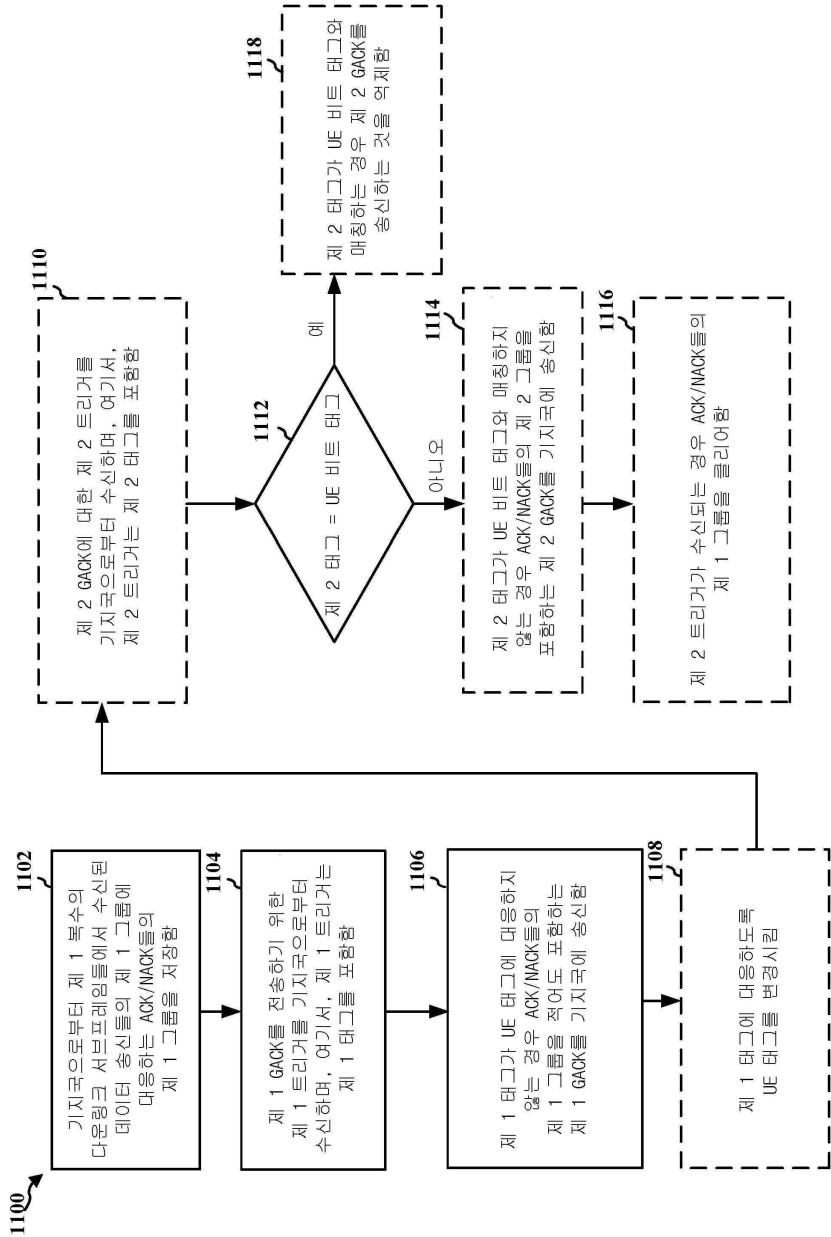 1100
1102
기지국으로부터 제 1 복수의
다운링크 서브프레임들에서 수신된
데이터 송신들의 제 1 그룹에
대응하는 ACK/NACK들의
제 1 그룹을 저장함
1104
제 1 GACK를 전송하기 위한
제 1 트리거를 기지국으로부터
수신하며, 여기서, 제 1 트리거는
제 1 태그를 포함함
1106
제 1 태그가 UE 태그에 대응하지
않는 경우 ACK/NACK들의
제 1 그룹을 적어도 포함하는
제 1 GACK를 기지국에 송신함
1108
제 1 태그에 대응하도록
UE 태그를 변경시킴
1110
제 2 GACK에 대한 제 2 트리거를
기지국으로부터 수신하며, 여기서,
제 2 트리거는 제 2 태그를 포함함
1112
제 2 태그 = UE 비트 태그
예
아니오
1118
제 2 태그가 UE 비트 태그와
매칭하는 경우 제 2 GACK를
송신하는 것을 억제함
1114
제 2 태그가 UE 비트 태그와 매칭하지
않는 경우 ACK/NACK들의 제 2 그룹을
포함하는 제 2 GACK를 기지국에 송신함
1116
제 2 트리거가 수신되는 경우 ACK/NACK들의
제 1 그룹을 클리어함